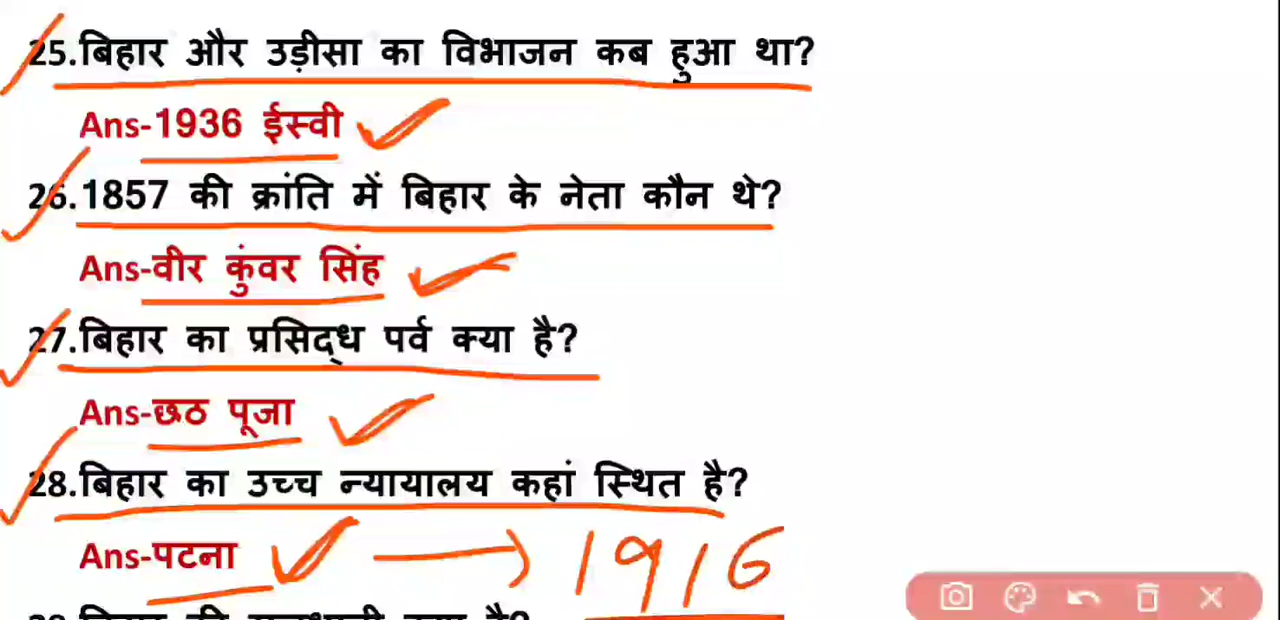 25.बिहार और उड़ीसा का विभाजन कब हुआ था?
Ans-1936 ईस्वी
26.1857 की क्रांति में बिहार के नेता कौन थे?
Ans-वीर कुंवर सिंह
27.बिहार का प्रसिद्ध पर्व क्या है?
Ans-छठ पूजा
28.बिहार का उच्च न्यायालय कहां स्थित है?
Ans-पटना → 1916